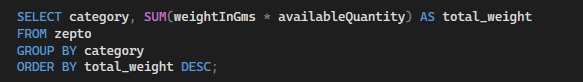 SELECT category, SUM(weightInGms * availableQuantity) AS total_weight
FROM zepto
GROUP BY category
ORDER BY total_weight DESC;